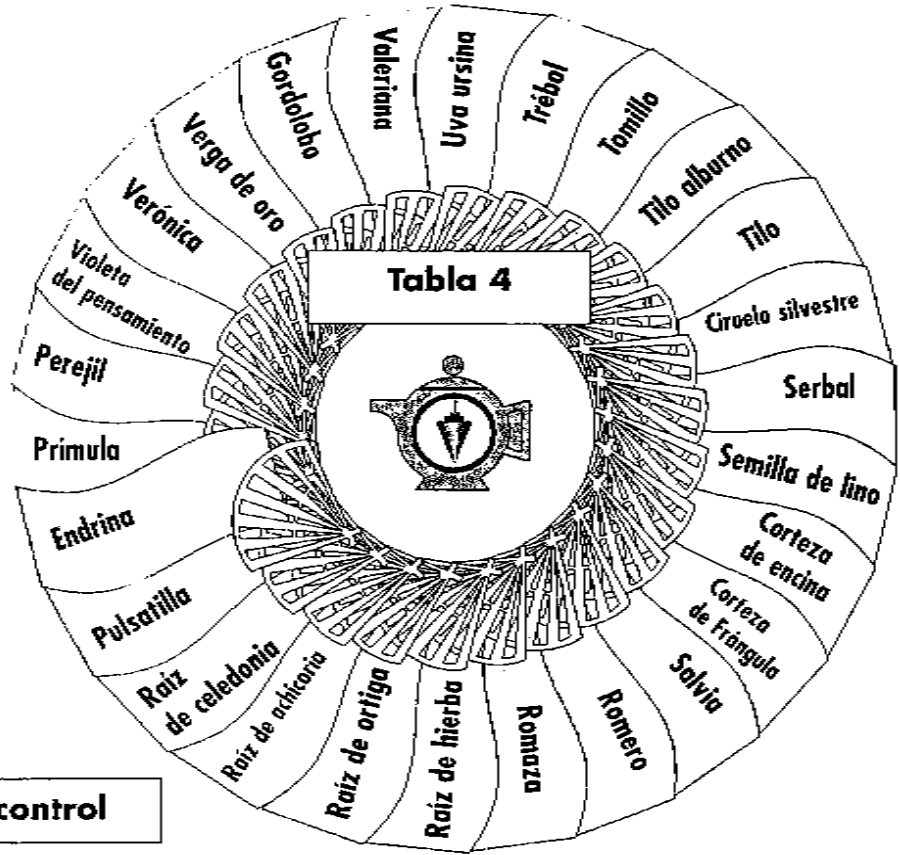 Tabla 4
Prímula
Perejil
Violeta
del pensamiento
Verónica
Verga de oro
Gordolobo
Valeriana
Uva ursina
Trébol
Tomillo
Tilo alburno
Tilo
Ciruelo silvestre
Serbal
Semilla de lino
Corteza
de encina
Corteza
de Frángula
Salvia
Romero
Romaza
Raíz de hierba
Raíz de ortiga
Raíz de achicoria
Raíz
de celedonia
Pulsatilla
Endrina
control